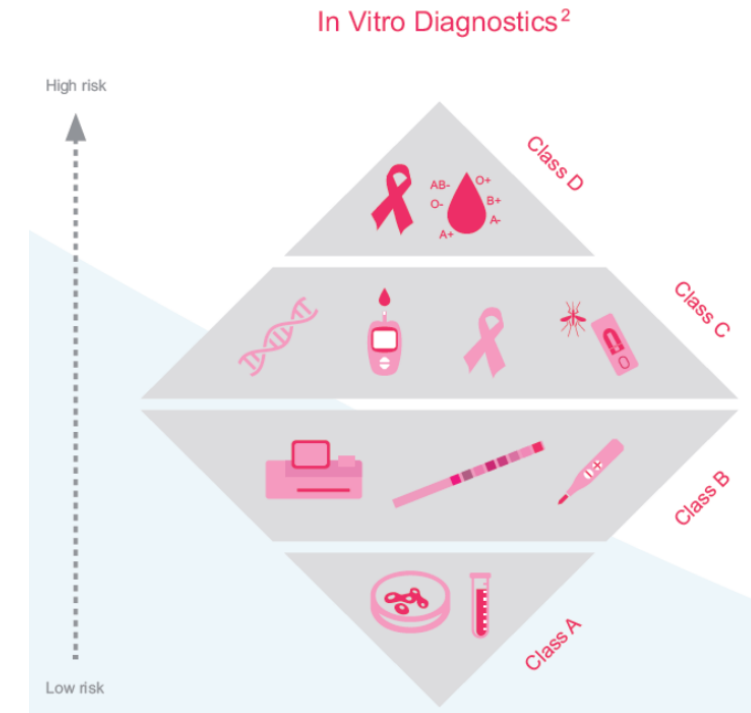 In Vitro Diagnostics²
High risk
Class D
AB-
O+
O-
B+
A-
A+
Class C
Class B
Class A
Low risk